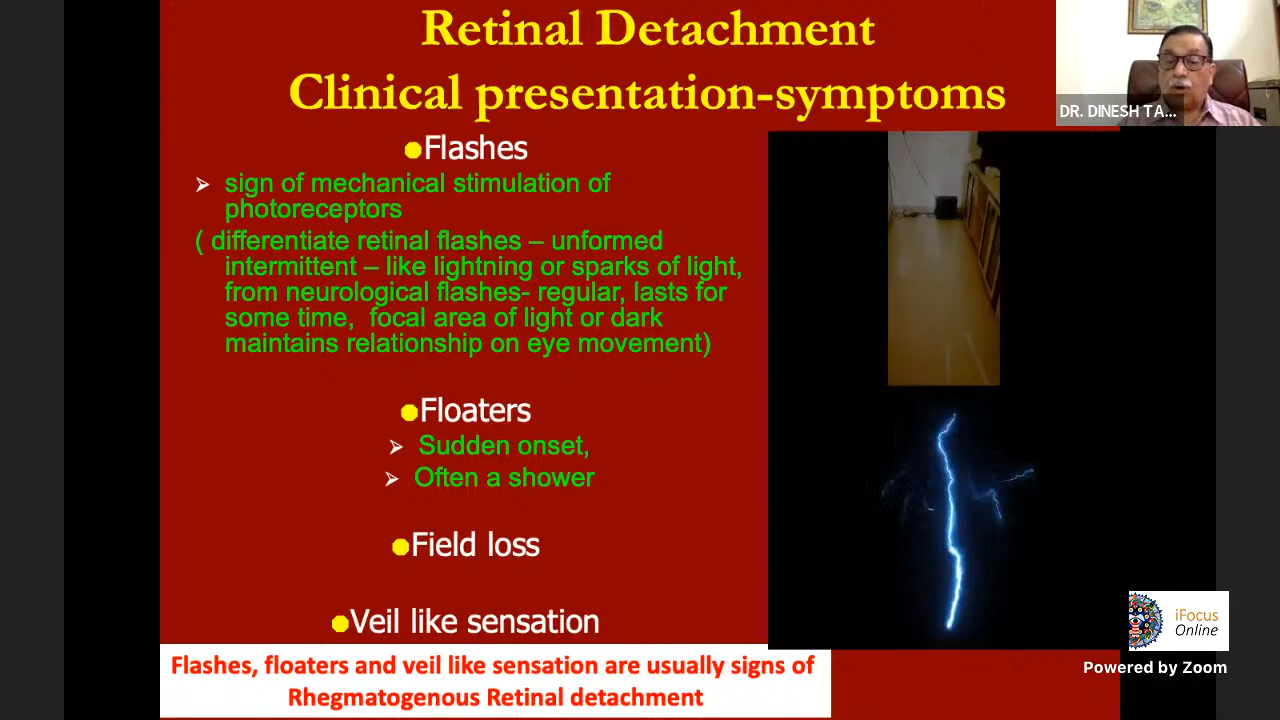 Retinal Detachment
Clinical presentation-symptoms
DR. DINESH TA...
Flashes
sign of mechanical stimulation of
photoreceptors
( differentiate retinal flashes – unformed
intermittent – like lightning or sparks of light,
from neurological flashes- regular, lasts for
some time, focal area of light or dark
maintains relationship on eye movement)
Floaters
Sudden onset,
Often a shower
Field loss
Veil like sensation
Flashes, floaters and veil like sensation are usually signs of
Rhegmatogenous Retinal detachment
iFocus
Online
Powered by Zoom